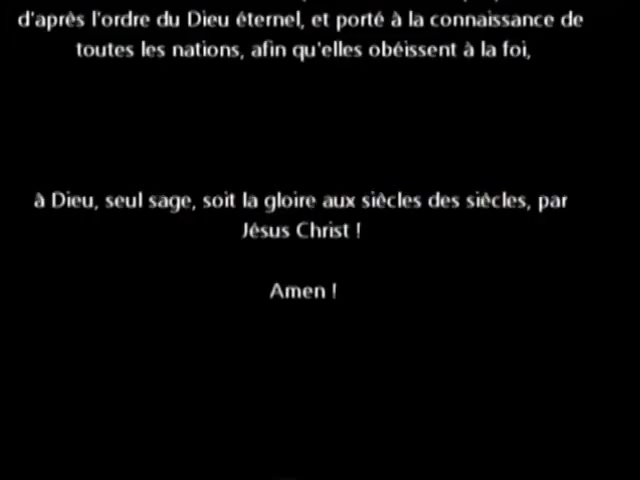 d'après l'ordre du Dieu éternel, et porté à la connaissance de
toutes les nations, afin qu'elles obéissent à la foi,
à Dieu, seul sage, soit la gloire aux siècles des siècles, par
Jésus Christ !
Amen !